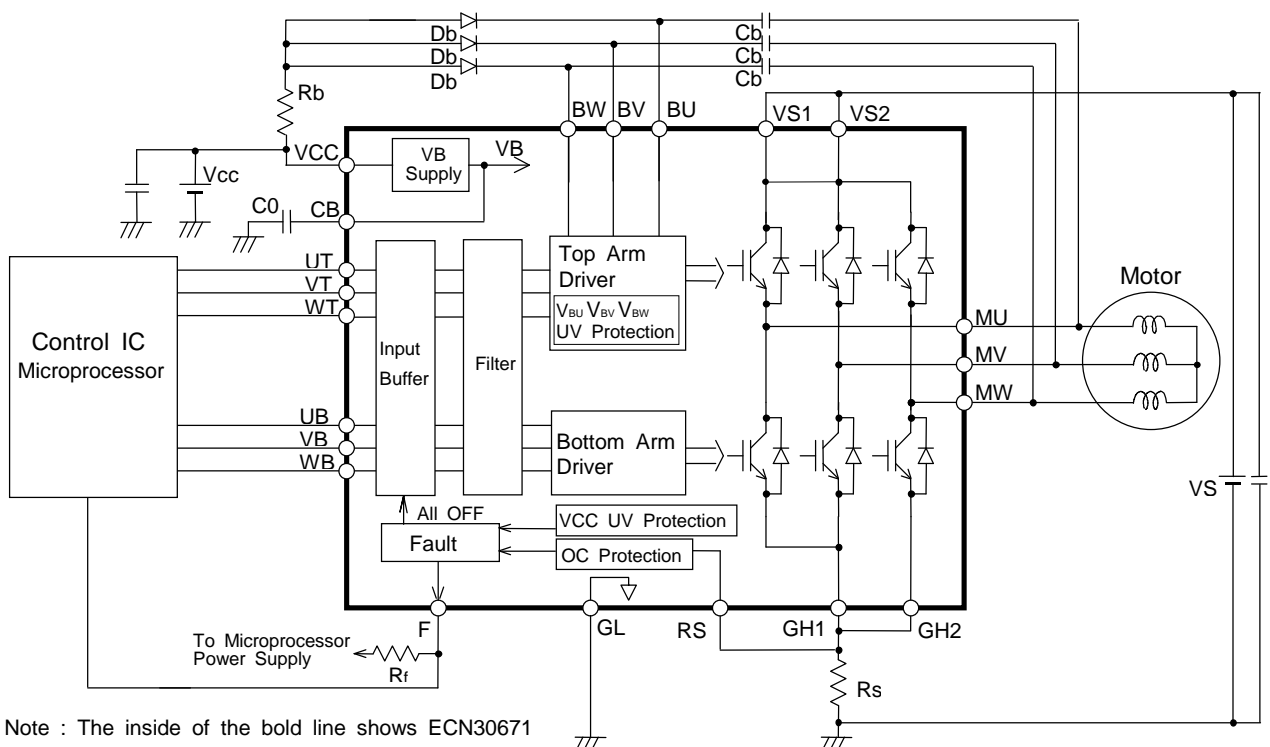 Db
Cb
Db
Cb
Db
Cb
Rb
BW BV BU VS1 VS2
VCC
VB
Supply
VB
Vcc
C0
CB
UT
VT
WT
Top Arm
Driver
VBU VBV VBW
UV Protection
Motor
Control IC
Microprocessor
Input
Buffer
Filter
MU
MV
MW
UB
VB
WB
Bottom Arm
Driver
VS
All OFF
VCC UV Protection
Fault
OC Protection
F
GL
RS
GH1
GH2
To Microprocessor
Power Supply
Rf
Rs
Note : The inside of the bold line shows ECN30671